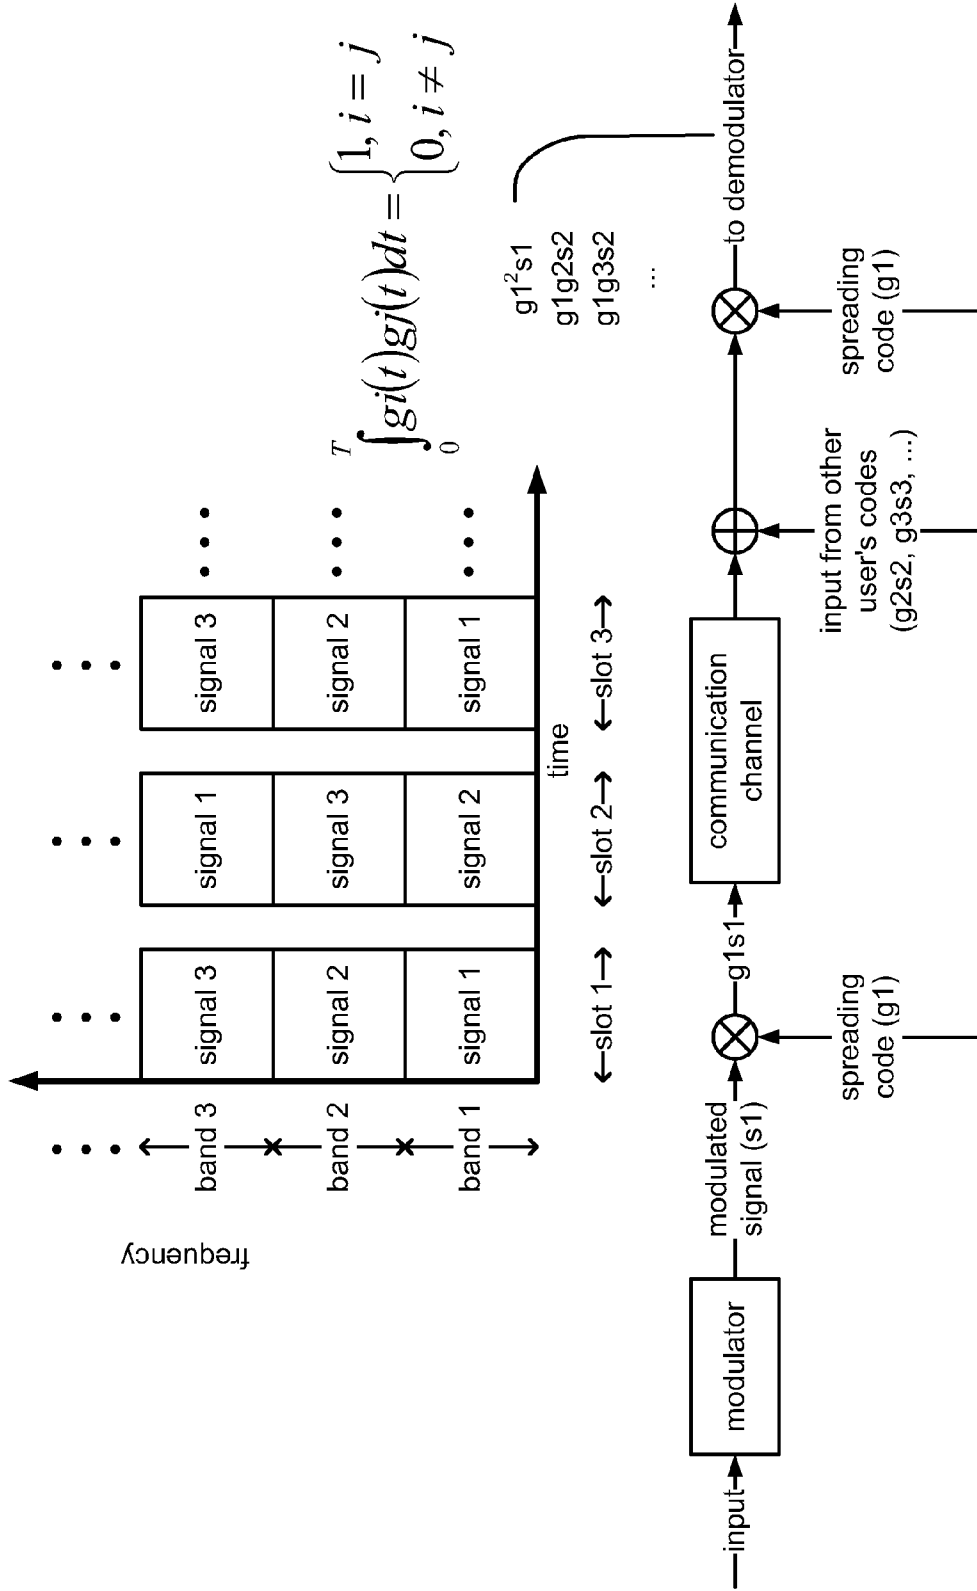 frequency
band 3
band 2
band 1
signal 3
signal 2
signal 1
signal 1
signal 3
signal 2
signal 3
signal 2
signal 1
time
slot 1
slot 2
slot 3
∫₀ᵀ gi(t)gj(t)dt = { 1, i = j
0, i ≠ j
g1²s1
g1g2s2
g1g3s2
...
input
modulator
modulated
signal (s1)
g1s1
communication
channel
to demodulator
spreading
code (g1)
input from other
user's codes
(g2s2, g3s3, ...)
spreading
code (g1)